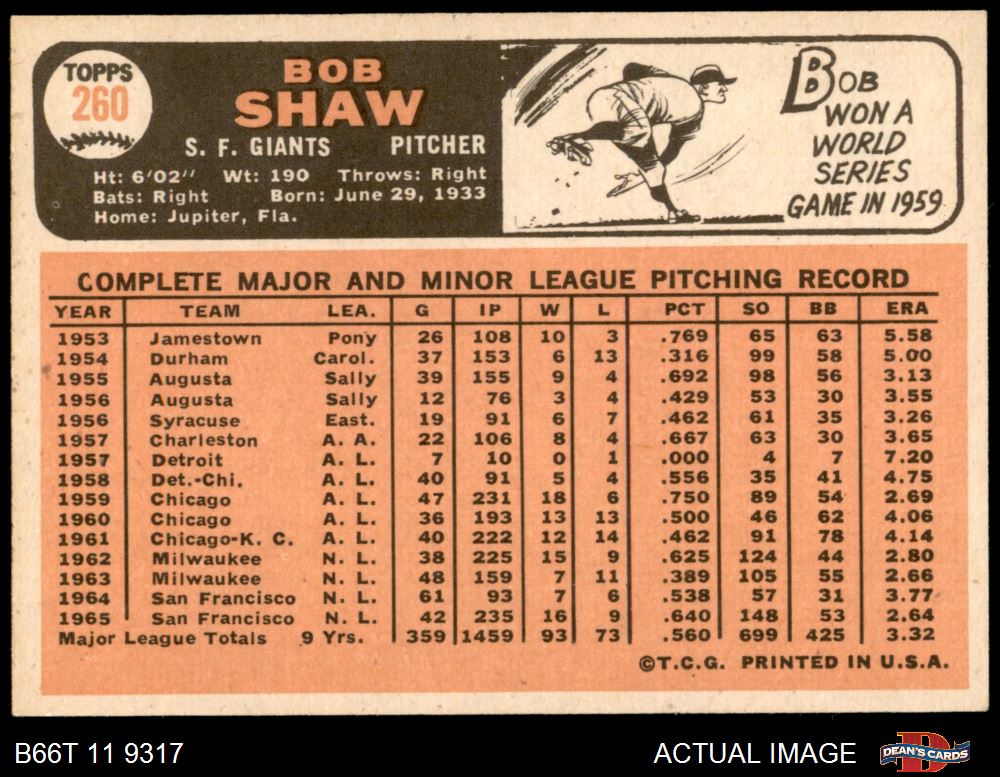 TOPPS
260
BOB
SHAW
S. F. GIANTS PITCHER
Ht: 6'02'' Wt: 190 Throws: Right
Bats: Right Born: June 29, 1933
Home: Jupiter, Fla.
BOB
WON A
WORLD
SERIES
GAME IN 1959
COMPLETE MAJOR AND MINOR LEAGUE PITCHING RECORD
YEAR TEAM LEA. G IP W L PCT SO BB ERA
1953 Jamestown Pony 26 108 10 3 .769 65 63 5.58
1954 Durham Carol. 37 153 6 13 .316 99 58 5.00
1955 Augusta Sally 39 155 9 4 .692 98 56 3.13
1956 Augusta Sally 12 76 3 4 .429 53 30 3.55
1956 Syracuse East. 19 91 6 7 .462 61 35 3.26
1957 Charleston A. A. 22 106 8 4 .667 63 30 3.65
1957 Detroit A. L. 7 10 0 1 .000 4 7 7.20
1958 Det.-Chi. A. L. 40 91 5 4 .556 35 41 4.75
1959 Chicago A. L. 47 231 18 6 .750 89 54 2.69
1960 Chicago A. L. 36 193 13 13 .500 46 62 4.06
1961 Chicago-K. C. A. L. 40 222 12 14 .462 91 78 4.14
1962 Milwaukee N. L. 38 225 15 9 .625 124 44 2.80
1963 Milwaukee N. L. 48 159 7 11 .389 105 55 2.66
1964 San Francisco N. L. 61 93 7 6 .538 57 31 3.77
1965 San Francisco N. L. 42 235 16 9 .640 148 53 2.64
Major League Totals 9 Yrs. 359 1459 93 73 .560 699 425 3.32
©T.C.G. PRINTED IN U.S.A.
B66T 11 9317 ACTUAL IMAGE DEAN'S CARDS